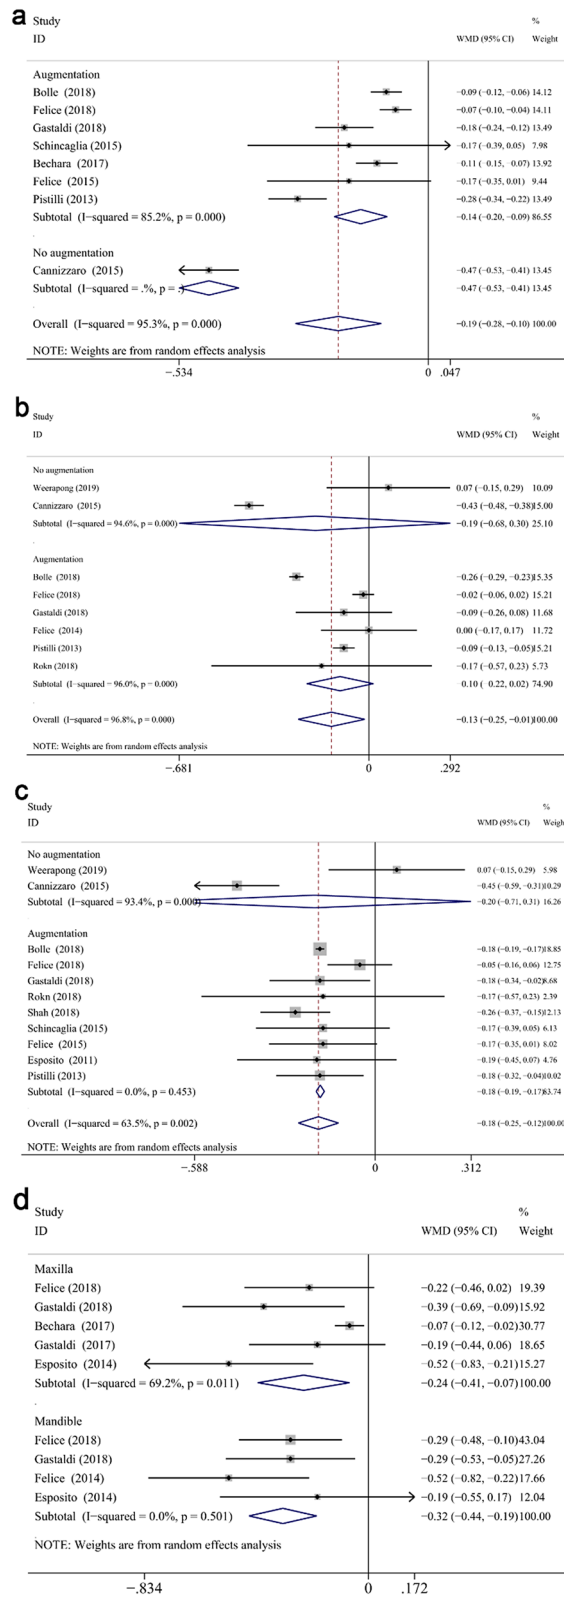 a
Study %
ID WMD (95% CI) Weight
Augmentation
Bolle (2018) −0.09 (−0.12, −0.06) 14.12
Felice (2018) −0.07 (−0.10, −0.04) 14.11
Gastaldi (2018) −0.18 (−0.24, −0.12) 13.49
Schincaglia (2015) −0.17 (−0.39, 0.05) 7.98
Bechara (2017) −0.11 (−0.15, −0.07) 13.92
Felice (2015) −0.17 (−0.35, 0.01) 9.44
Pistilli (2013) −0.28 (−0.34, −0.22) 13.49
Subtotal (I−squared = 85.2%, p = 0.000) −0.14 (−0.20, −0.09) 86.55
.
No augmentation
Cannizzaro (2015) −0.47 (−0.53, −0.41) 13.45
Subtotal (I−squared = .%, p = .) −0.47 (−0.53, −0.41) 13.45
.
Overall (I−squared = 95.3%, p = 0.000) −0.19 (−0.28, −0.10) 100.00
NOTE: Weights are from random effects analysis
−.534 0 .047
b
Study %
ID WMD (95% CI) Weight
No augmentation
Weerapong (2019) 0.07 (−0.15, 0.29) 10.09
Cannizzaro (2015) −0.43 (−0.48, −0.38)15.00
Subtotal (I−squared = 94.6%, p = 0.000) −0.19 (−0.68, 0.30) 25.10
.
Augmentation
Bolle (2018) −0.26 (−0.29, −0.23)15.35
Felice (2018) −0.02 (−0.06, 0.02) 15.21
Gastaldi (2018) −0.09 (−0.26, 0.08) 11.68
Felice (2014) 0.00 (−0.17, 0.17) 11.72
Pistilli (2013) −0.09 (−0.13, −0.05)15.21
Rokn (2018) −0.17 (−0.57, 0.23) 5.73
Subtotal (I−squared = 96.0%, p = 0.000) −0.10 (−0.22, 0.02) 74.90
.
Overall (I−squared = 96.8%, p = 0.000) −0.13 (−0.25, −0.01)100.00
NOTE: Weights are from random effects analysis
−.681 0 .292
c
Study %
ID WMD (95% CI) Weigh
No augmentation
Weerapong (2019) 0.07 (−0.15, 0.29) 5.98
Cannizzaro (2015) −0.45 (−0.59, −0.31)10.29
Subtotal (I−squared = 93.4%, p = 0.000) −0.20 (−0.71, 0.31) 16.26
.
Augmentation
Bolle (2018) −0.18 (−0.19, −0.17)18.85
Felice (2018) −0.05 (−0.16, 0.06) 12.75
Gastaldi (2018) −0.18 (−0.34, −0.02)8.68
Rokn (2018) −0.17 (−0.57, 0.23) 2.39
Shah (2018) −0.26 (−0.37, −0.15)12.13
Schincaglia (2015) −0.17 (−0.39, 0.05) 6.13
Felice (2015) −0.17 (−0.35, 0.01) 8.02
Esposito (2011) −0.19 (−0.45, 0.07) 4.76
Pistilli (2013) −0.18 (−0.32, −0.04)10.02
Subtotal (I−squared = 0.0%, p = 0.453) −0.18 (−0.19, −0.17)83.74
.
Overall (I−squared = 63.5%, p = 0.002) −0.18 (−0.25, −0.12)100.00
NOTE: Weights are from random effects analysis
−.588 0 .312
d
Study %
ID WMD (95% CI) Weight
Maxilla
Felice (2018) −0.22 (−0.46, 0.02) 19.39
Gastaldi (2018) −0.39 (−0.69, −0.09)15.92
Bechara (2017) −0.07 (−0.12, −0.02)30.77
Gastaldi (2017) −0.19 (−0.44, 0.06) 18.65
Esposito (2014) −0.52 (−0.83, −0.21)15.27
Subtotal (I−squared = 69.2%, p = 0.011) −0.24 (−0.41, −0.07)100.00
.
Mandible
Felice (2018) −0.29 (−0.48, −0.10)43.04
Gastaldi (2018) −0.29 (−0.53, −0.05)27.26
Felice (2014) −0.52 (−0.82, −0.22)17.66
Esposito (2014) −0.19 (−0.55, 0.17) 12.04
Subtotal (I−squared = 0.0%, p = 0.501) −0.32 (−0.44, −0.19)100.00
.
NOTE: Weights are from random effects analysis
−.834 0 .172